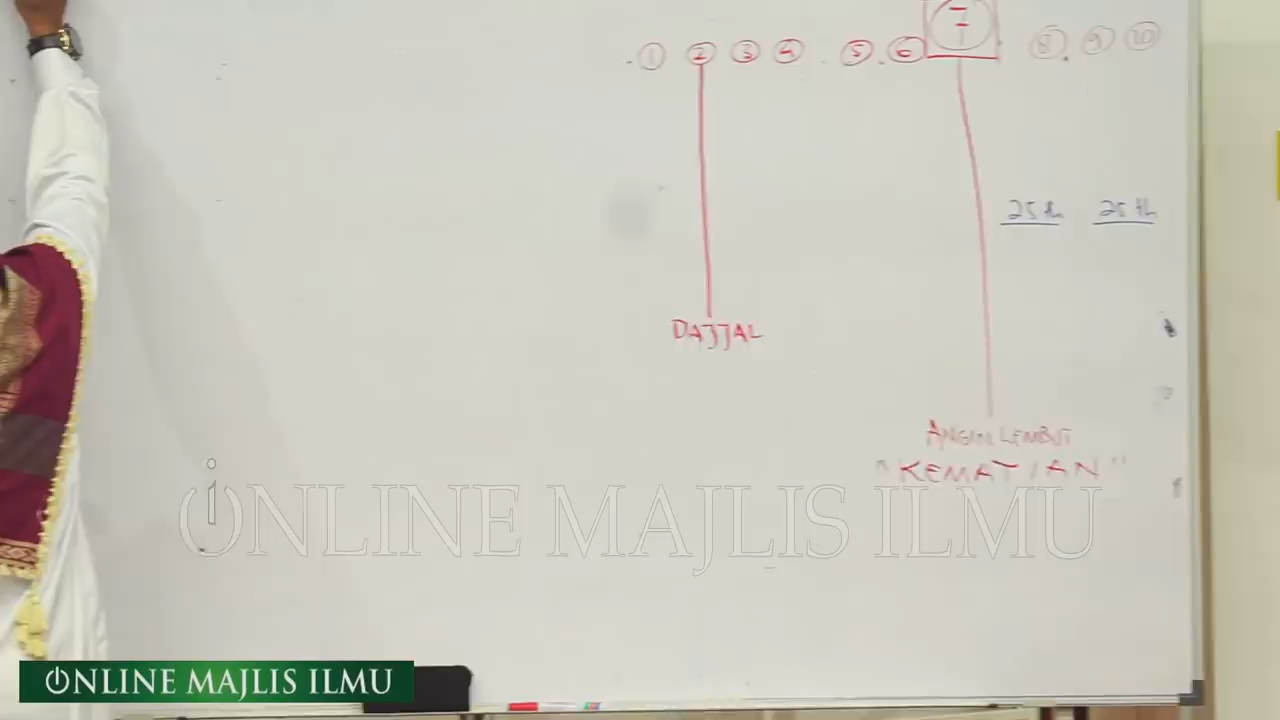 1 2 3 4 5 6 7 8 9 10
25 th 25 th
DAJJAL
ANGIN LEMBUT
"KEMATIAN"
ONLINE MAJLIS ILMU
ONLINE MAJLIS ILMU